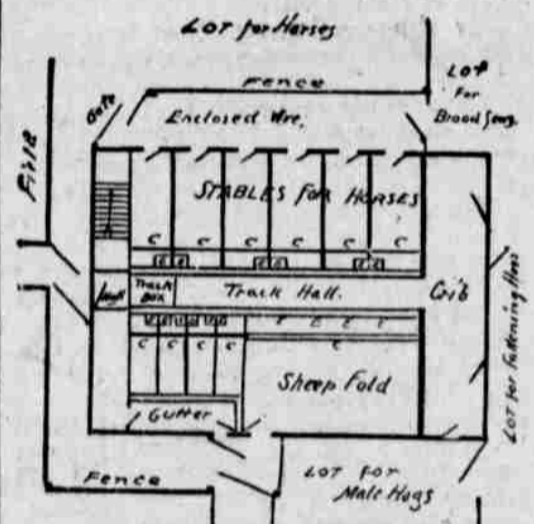 LOT for Horses
Fence
LOT
For
Brood Sows
Gate
Enclosed
Field
STABLES FOR HORSES
C C C C C C
Track
Box
Track Hall.
Crib
C C C C
C
Sheep Fold
Gutter
LOT for Fattening Hogs
Fence
LOT FOR
Male Hogs